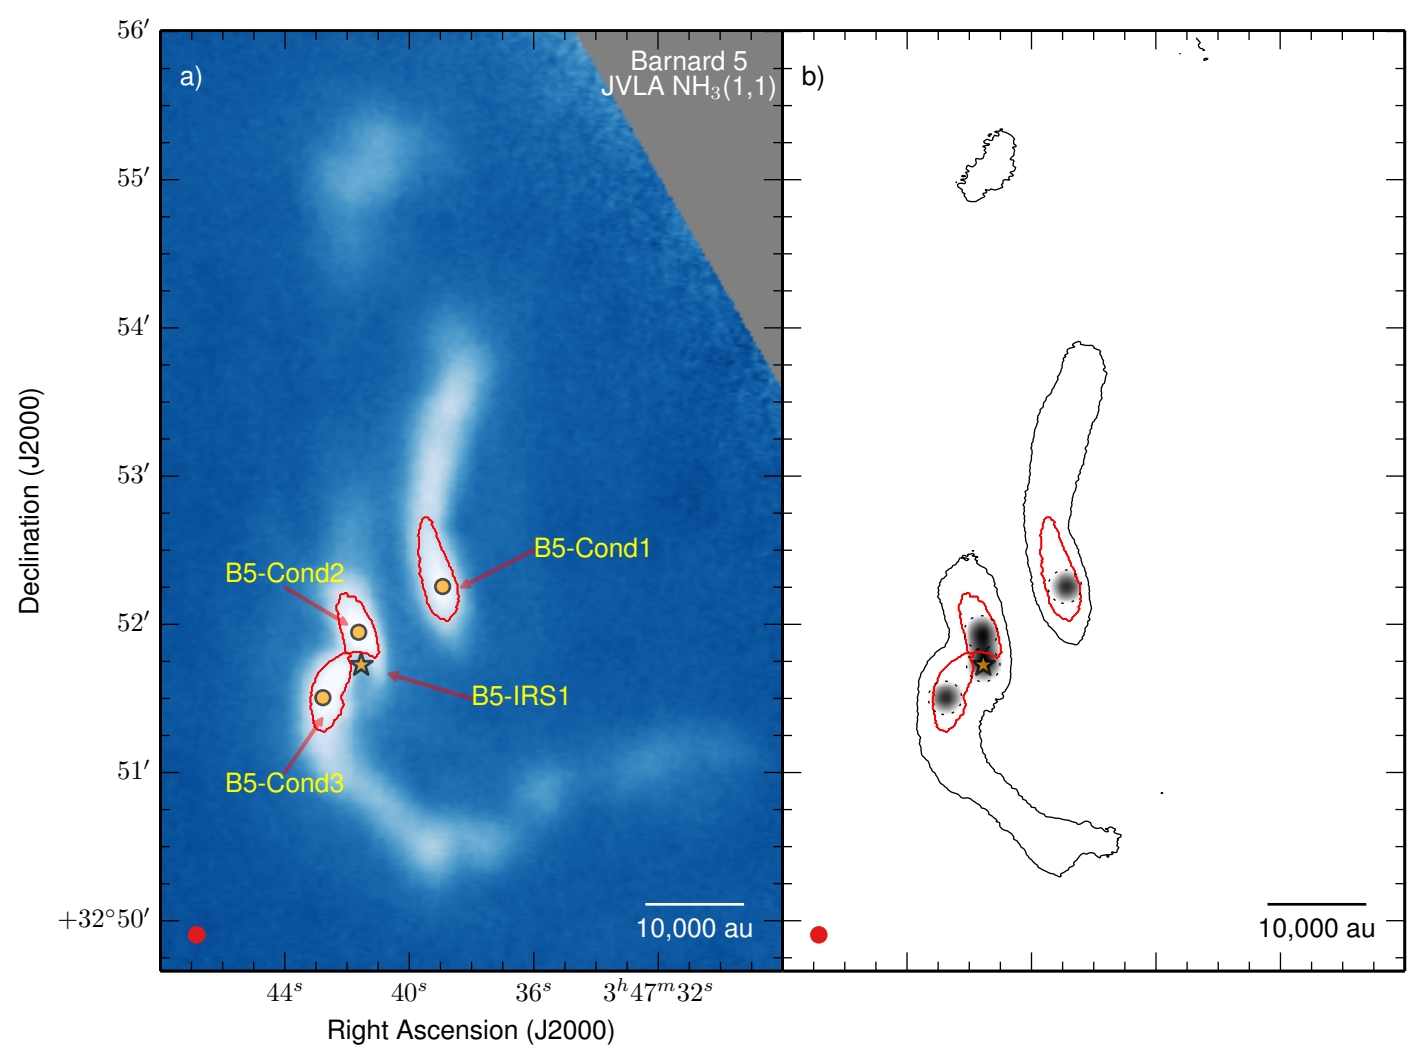 a)
Barnard 5
JVLA NH₃(1,1)
b)
56′
55′
54′
53′
52′
51′
+32°50′
Declination (J2000)
B5-Cond1
B5-Cond2
B5-IRS1
B5-Cond3
10,000 au
10,000 au
44ˢ
40ˢ
36ˢ
3ʰ47ᵐ32ˢ
Right Ascension (J2000)